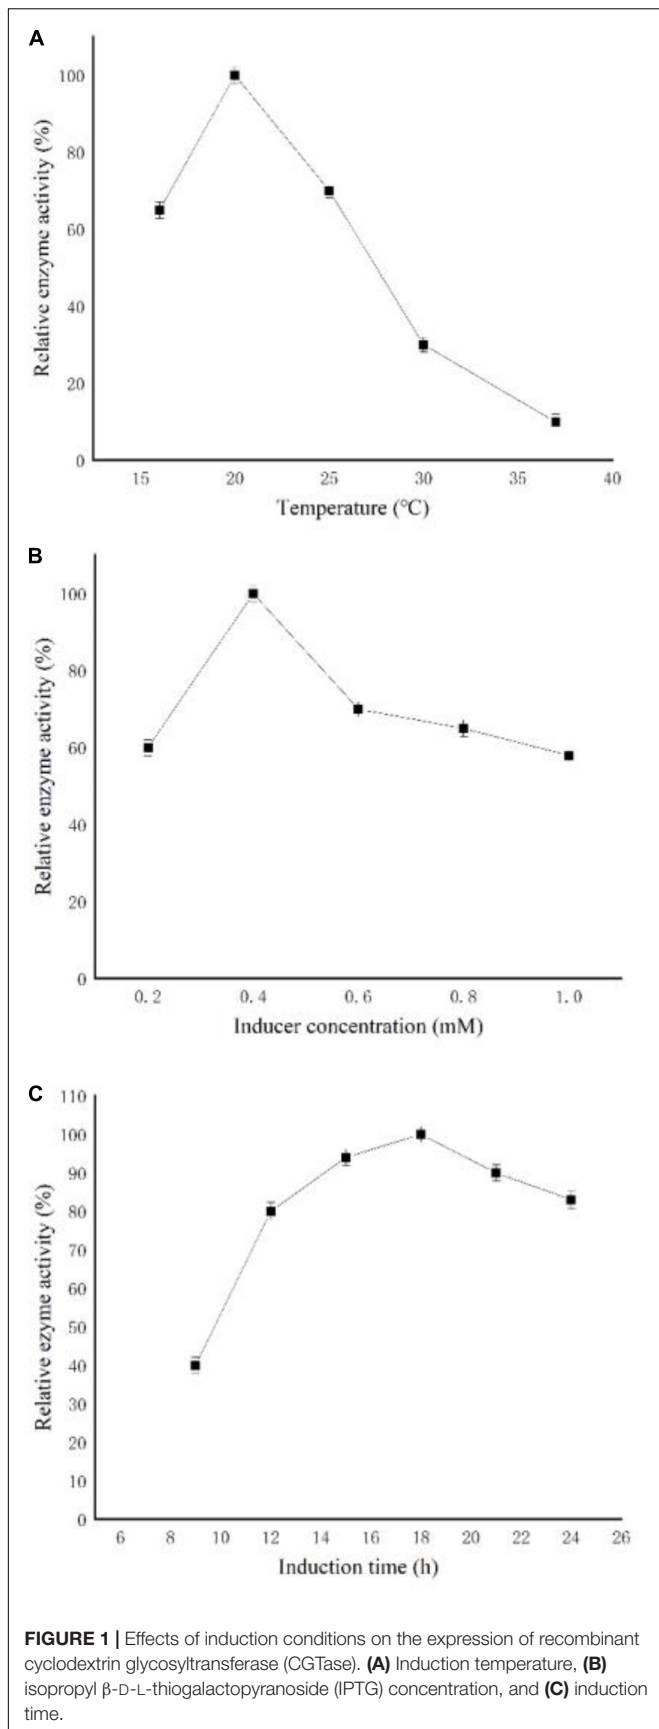 A
100
80
60
40
20
0
Relative enzyme activity (%)
15 20 25 30 35 40
Temperature (℃)
B
100
80
60
40
20
0
Relative enzyme activity (%)
0.2 0.4 0.6 0.8 1.0
Inducer concentration (mM)
C
110
100
90
80
70
60
50
40
30
20
10
0
Relative ezyme activity (%)
6 8 10 12 14 16 18 20 22 24 26
Induction time (h)
FIGURE 1 | Effects of induction conditions on the expression of recombinant
cyclodextrin glycosyltransferase (CGTase). (A) Induction temperature, (B)
isopropyl β-D-L-thiogalactopyranoside (IPTG) concentration, and (C) induction
time.